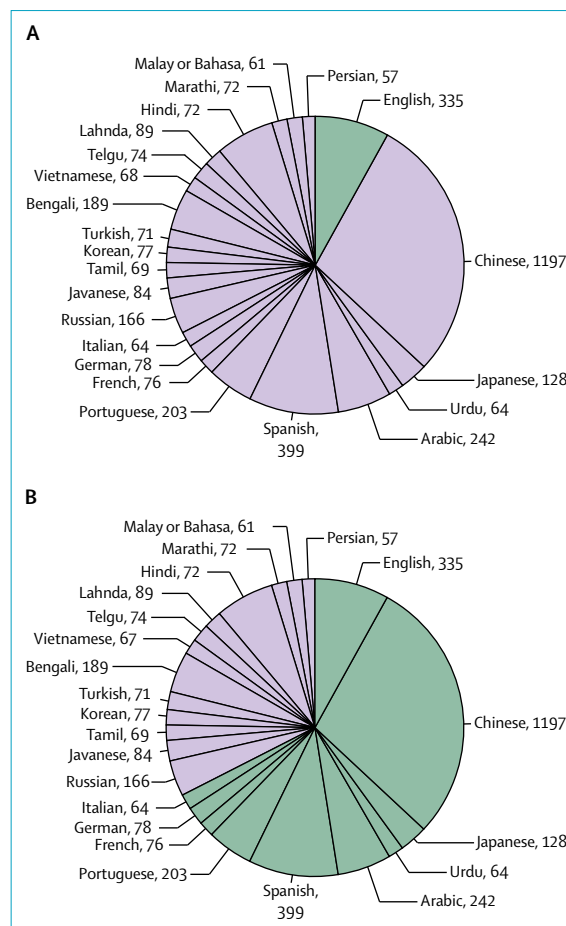 A
Malay or Bahasa, 61
Persian, 57
Marathi, 72
English, 335
Hindi, 72
Lahnda, 89
Telgu, 74
Vietnamese, 68
Bengali, 189
Turkish, 71
Korean, 77
Tamil, 69
Javanese, 84
Russian, 166
Italian, 64
German, 78
French, 76
Portuguese, 203
Spanish,
399
Chinese, 1197
Japanese, 128
Urdu, 64
Arabic, 242
B
Malay or Bahasa, 61
Persian, 57
Marathi, 72
English, 335
Hindi, 72
Lahnda, 89
Telgu, 74
Vietnamese, 67
Bengali, 189
Turkish, 71
Korean, 77
Tamil, 69
Javanese, 84
Russian, 166
Italian, 64
German, 78
French, 76
Portuguese, 203
Spanish,
399
Chinese, 1197
Japanese, 128
Urdu, 64
Arabic, 242